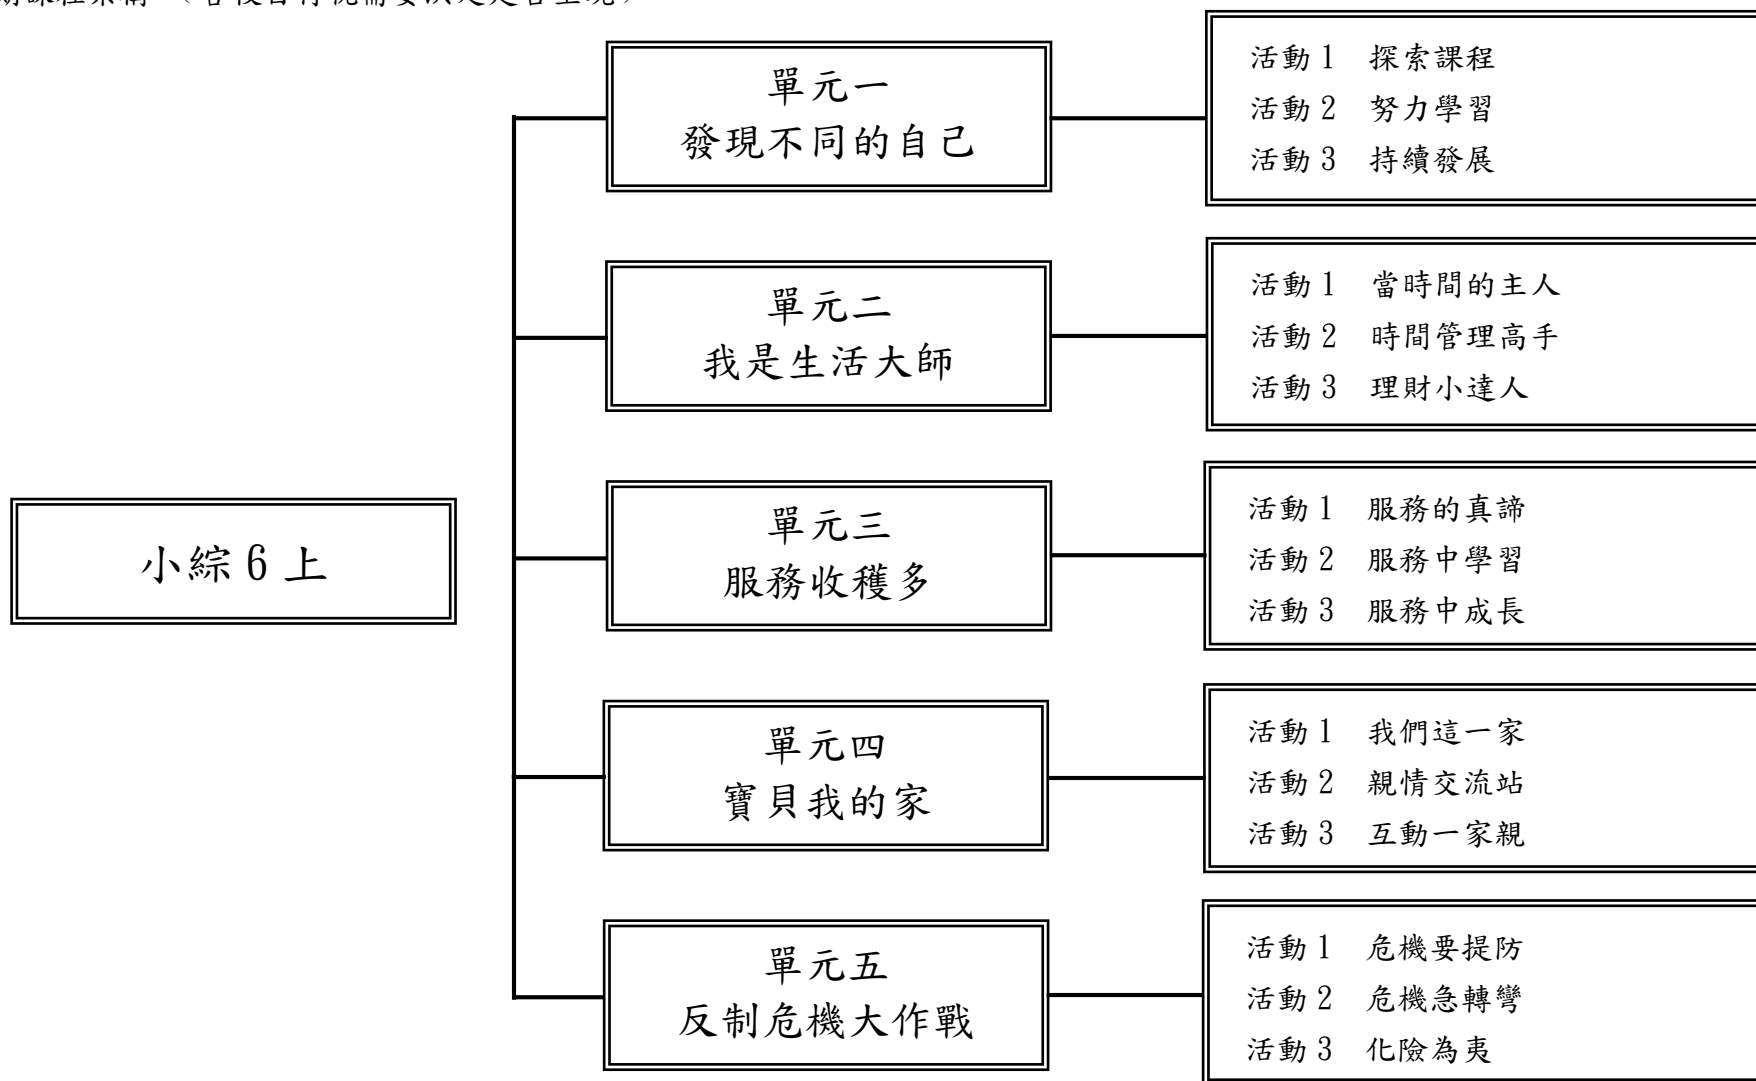 小綜 6 上
單元一
發現不同的自己
活動 1 探索課程
活動 2 努力學習
活動 3 持續發展
單元二
我是生活大師
活動 1 當時間的主人
活動 2 時間管理高手
活動 3 理財小達人
單元三
服務收穫多
活動 1 服務的真諦
活動 2 服務中學習
活動 3 服務中成長
單元四
寶貝我的家
活動 1 我們這一家
活動 2 親情交流站
活動 3 互動一家親
單元五
反制危機大作戰
活動 1 危機要提防
活動 2 危機急轉彎
活動 3 化險為夷